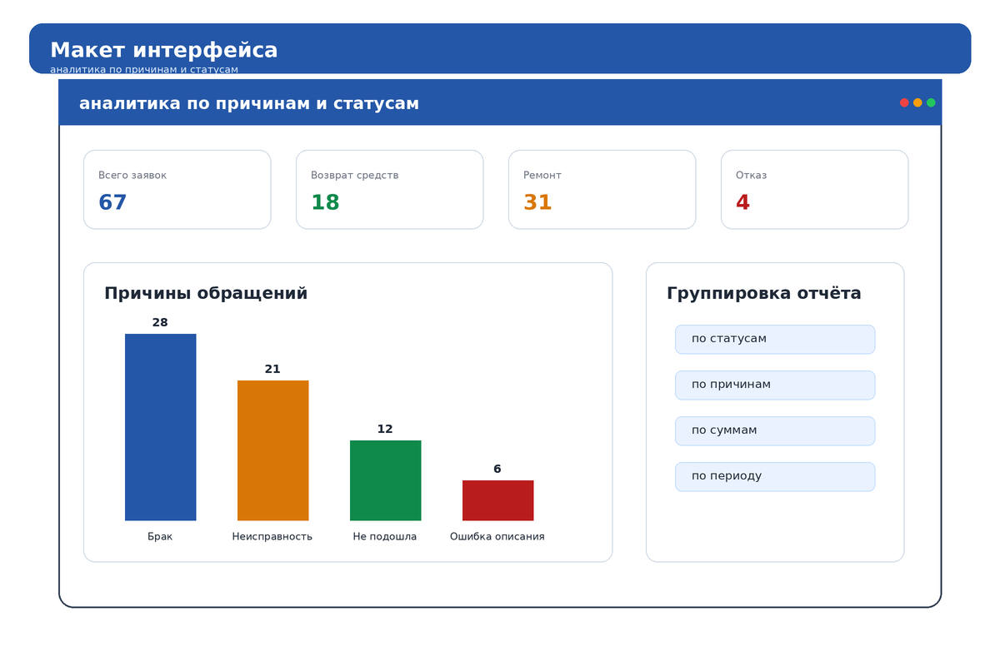 Макет интерфейса
аналитика по причинам и статусам
аналитика по причинам и статусам
Всего заявок
67
Возврат средств
18
Ремонт
31
Отказ
4
Причины обращений
28
21
12
6
Брак
Неисправность
Не подошла
Ошибка описания
Группировка отчёта
по статусам
по причинам
по суммам
по периоду